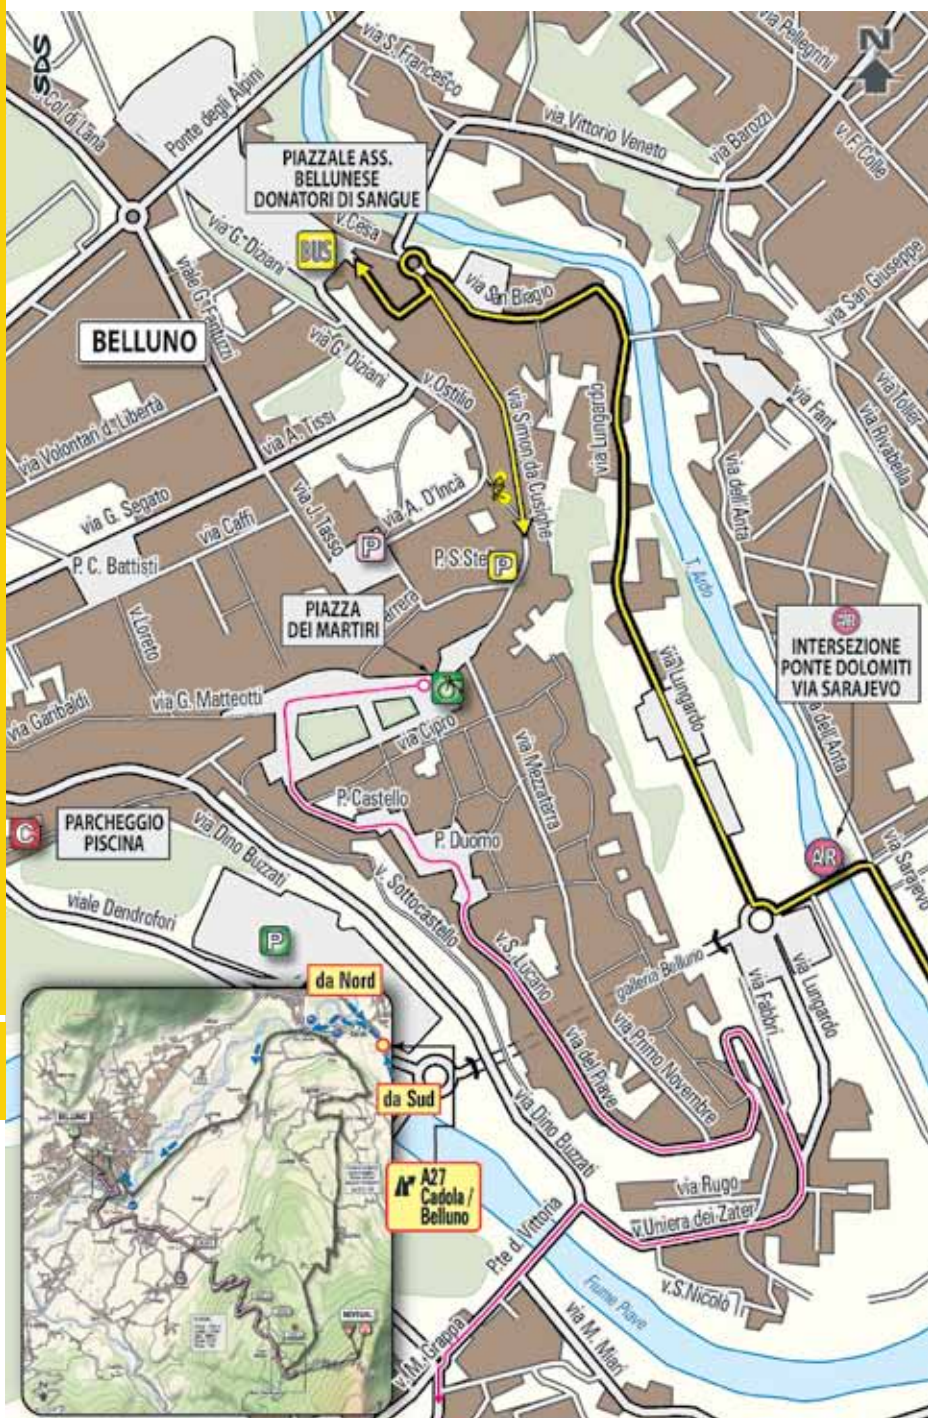 SDS
N
via S. Francesco
via Pellegrini
Col di Lana
Ponte degli Alpini
via Vittorio Veneto
via Barozzi
v. F. Colle
PIAZZALE ASS.
BELLUNESE
DONATORI DI SANGUE
v. Cesa
BUS
via G. Diziani
via San Biagio
via San Giuseppe
viale G. Fantuzzi
BELLUNO
via G. Diziani
v. Ostilio
via Simon da Cusighe
via Lungardo
via Fant
via Toller
via Rivabella
via Volontari d. Libertà
via A. Tissi
via dell'Anta
via G. Segato
via Caffi
via J. Tasso
via A. D'Incà
P
P. C. Battisti
P. S. Ste
P
T. Ardo
v. Loreto
PIAZZA
DEI MARTIRI
arrera
AR
INTERSEZIONE
PONTE DOLOMITI
VIA SARAJEVO
via Lungardo
a dell'Anta
via Garibaldi
via G. Matteotti
via Cipro
via Mezzaterra
P. Castello
C
PARCHEGGIO
PISCINA
via Dino Buzzati
P. Duomo
AR
via Sarajevo
viale Dendrofori
v. Sottocastello
P
v. S. Lucano
galleria Belluno
via Fabbri
via Lungardo
da Nord
via del Piave
via Primo Novembre
da Sud
via Dino Buzzati
A27
Cadola /
Belluno
via Rugo
v. Uniera dei Zater
P.te d. Vittoria
v. S. Nicolò
Fiume Piave
v. M. Grappa
via M. Miari
BELLUNO
NEVEGAL